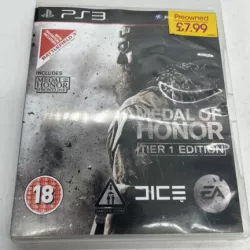 PS3
Preowned
£7.99
INCLUDES
MEDAL OF
HONOR
MEDAL OF
HONOR
TIER 1 EDITION
18
DICE
EA